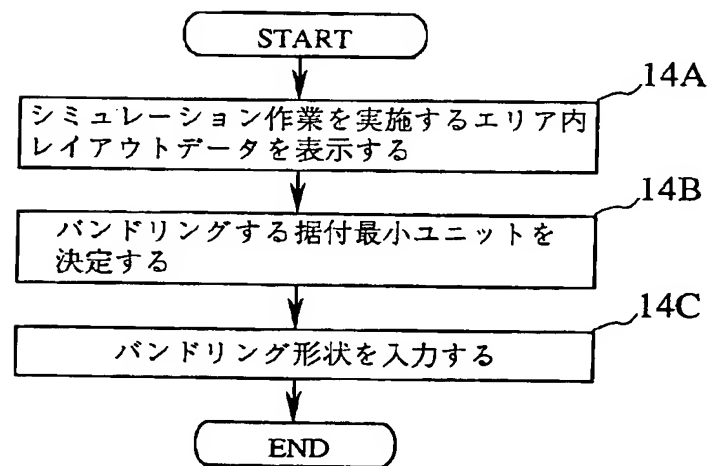 START
14A
シミュレーション作業を実施するエリア内
レイアウトデータを表示する
14B
バンドリングする据付最小ユニットを
決定する
14C
バンドリング形状を入力する
END